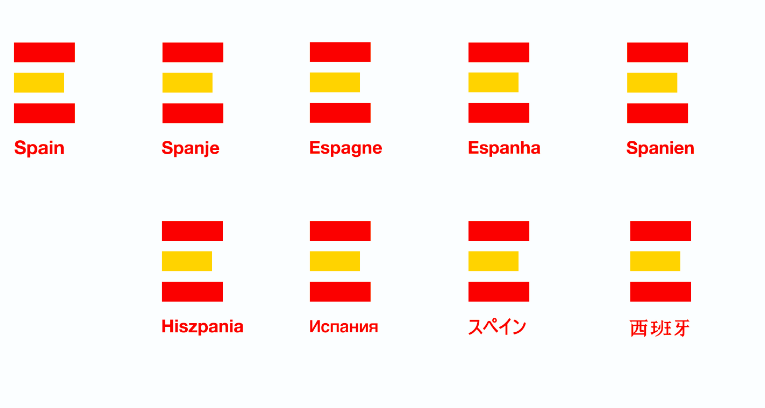 Spain
Spanje
Espagne
Espanha
Spanien
Hiszpania
Испания
スペイン
西班牙